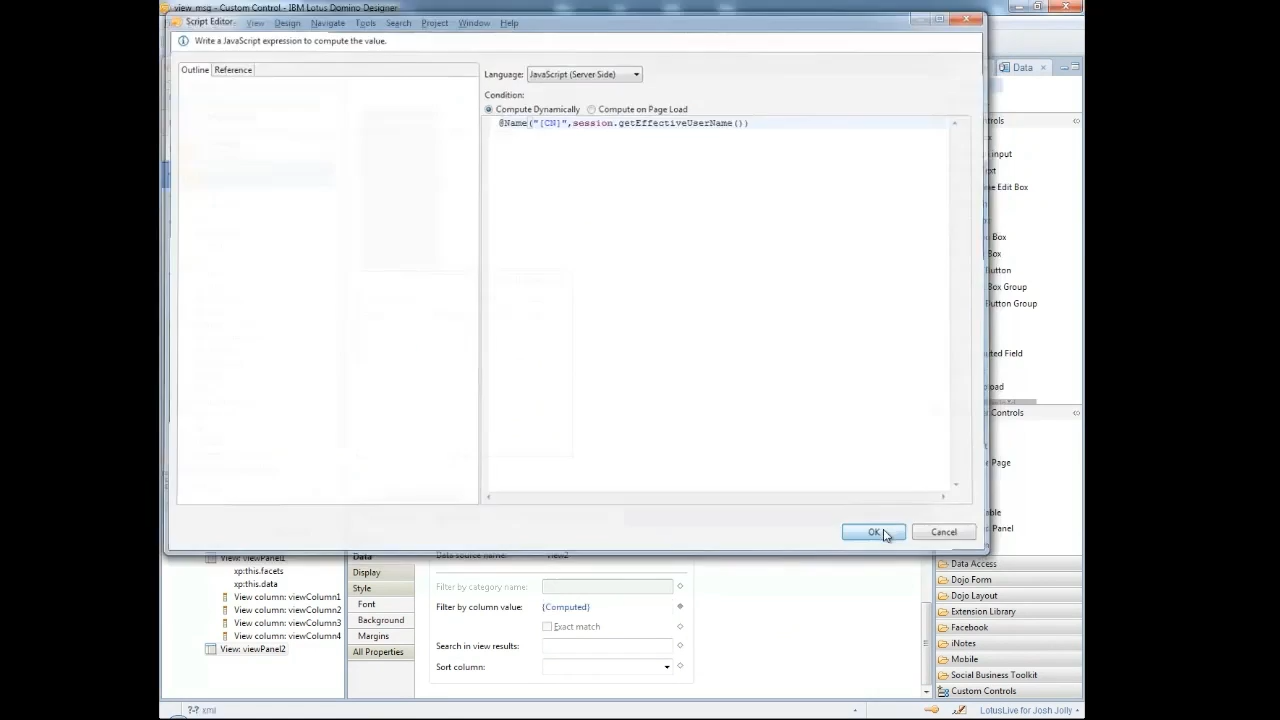 view_msg - Custom Control - IBM Lotus Domino Designer
Script Editor View Design Navigate Tools Search Project Window Help
Write a JavaScript expression to compute the value.
Outline Reference
Language: JavaScript (Server Side)
Condition:
Compute Dynamically Compute on Page Load
@Name("[CN]",session.getEffectiveUserName())
Data
input
Edit Box
Box
Box
Button
Box Group
Button Group
Field
Controls
Page
Panel
OK Cancel
View: viewPanel1
xp:this.facets
xp:this.data
View column: viewColumn1
View column: viewColumn2
View column: viewColumn3
View column: viewColumn4
View: viewPanel2
Data
Display
Style
Font
Background
Margins
All Properties
Data source name: view2
Filter by category name:
Filter by column value: {Computed}
Exact match
Search in view results:
Sort column:
Data Access
Dojo Form
Dojo Layout
Extension Library
Facebook
iNotes
Mobile
Social Business Toolkit
Custom Controls
xml
LotusLive for Josh Jolly